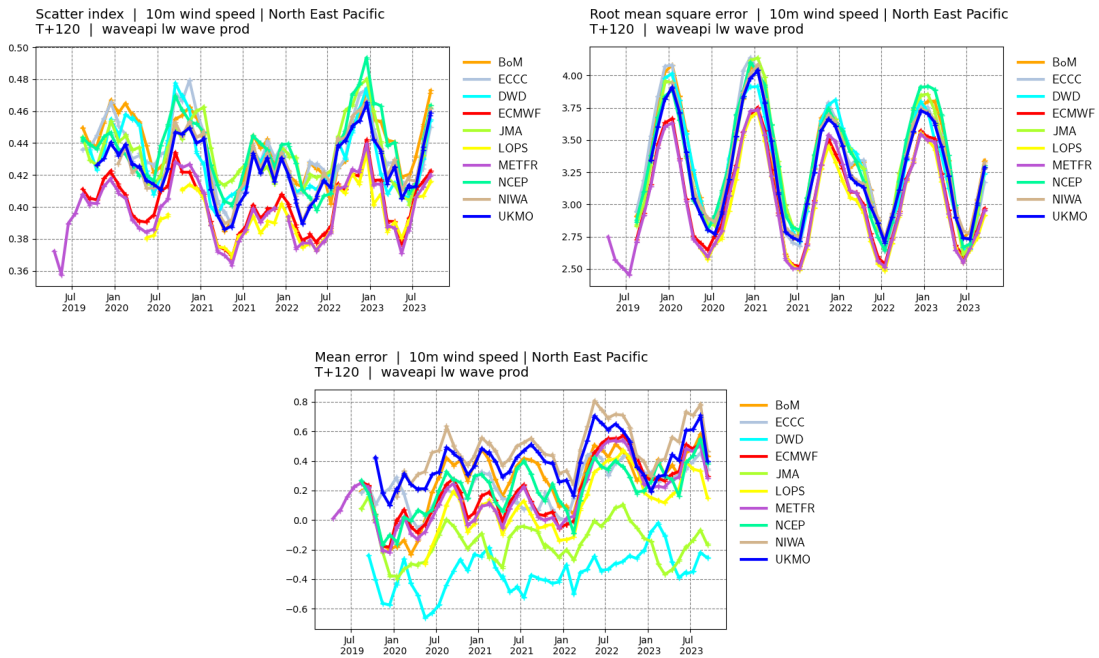 Scatter index  |  10m wind speed | North East Pacific
T+120  |  waveapi lw wave prod
0.50
0.48
0.46
0.44
0.42
0.40
0.38
0.36
Jul 2019
Jan 2020
Jul 2020
Jan 2021
Jul 2021
Jan 2022
Jul 2022
Jan 2023
Jul 2023
BoM
ECCC
DWD
ECMWF
JMA
LOPS
METFR
NCEP
NIWA
UKMO
Root mean square error  |  10m wind speed | North East Pacific
T+120  |  waveapi lw wave prod
4.00
3.75
3.50
3.25
3.00
2.75
2.50
Jul 2019
Jan 2020
Jul 2020
Jan 2021
Jul 2021
Jan 2022
Jul 2022
Jan 2023
Jul 2023
BoM
ECCC
DWD
ECMWF
JMA
LOPS
METFR
NCEP
NIWA
UKMO
Mean error  |  10m wind speed | North East Pacific
T+120  |  waveapi lw wave prod
0.8
0.6
0.4
0.2
0.0
−0.2
−0.4
−0.6
Jul 2019
Jan 2020
Jul 2020
Jan 2021
Jul 2021
Jan 2022
Jul 2022
Jan 2023
Jul 2023
BoM
ECCC
DWD
ECMWF
JMA
LOPS
METFR
NCEP
NIWA
UKMO